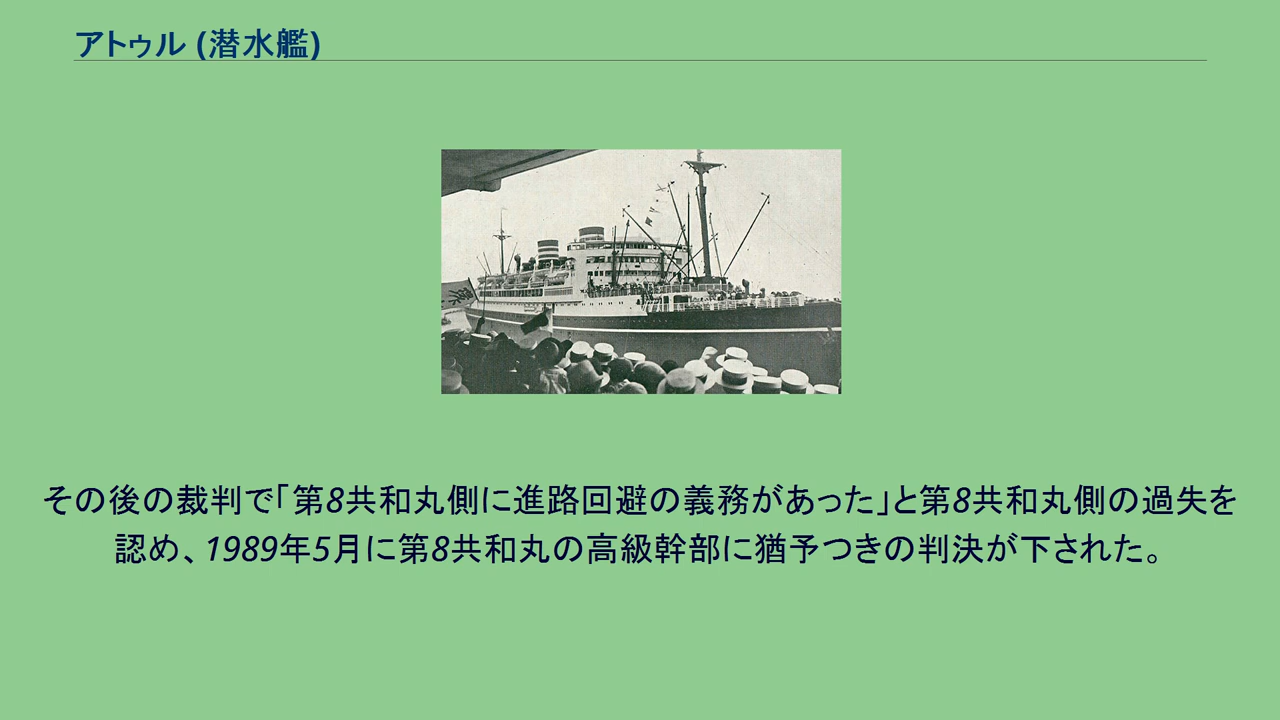 アトゥル (潜水艦)
その後の裁判で「第8共和丸側に進路回避の義務があった」と第8共和丸側の過失を
認め、1989年5月に第8共和丸の高級幹部に猶予つきの判決が下された。